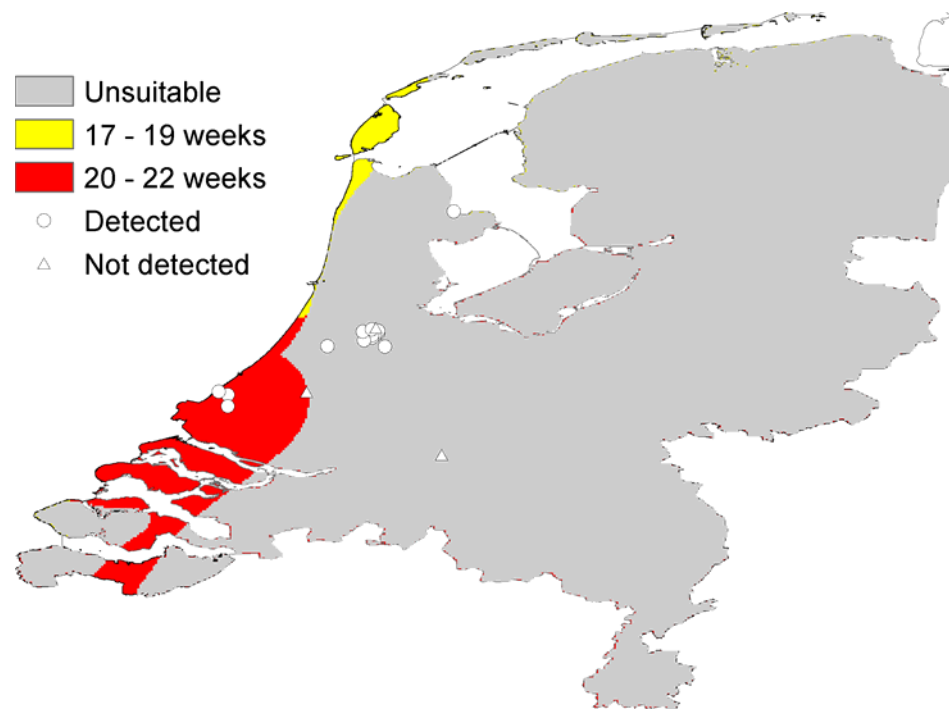 Unsuitable
17 - 19 weeks
20 - 22 weeks
Detected
Not detected